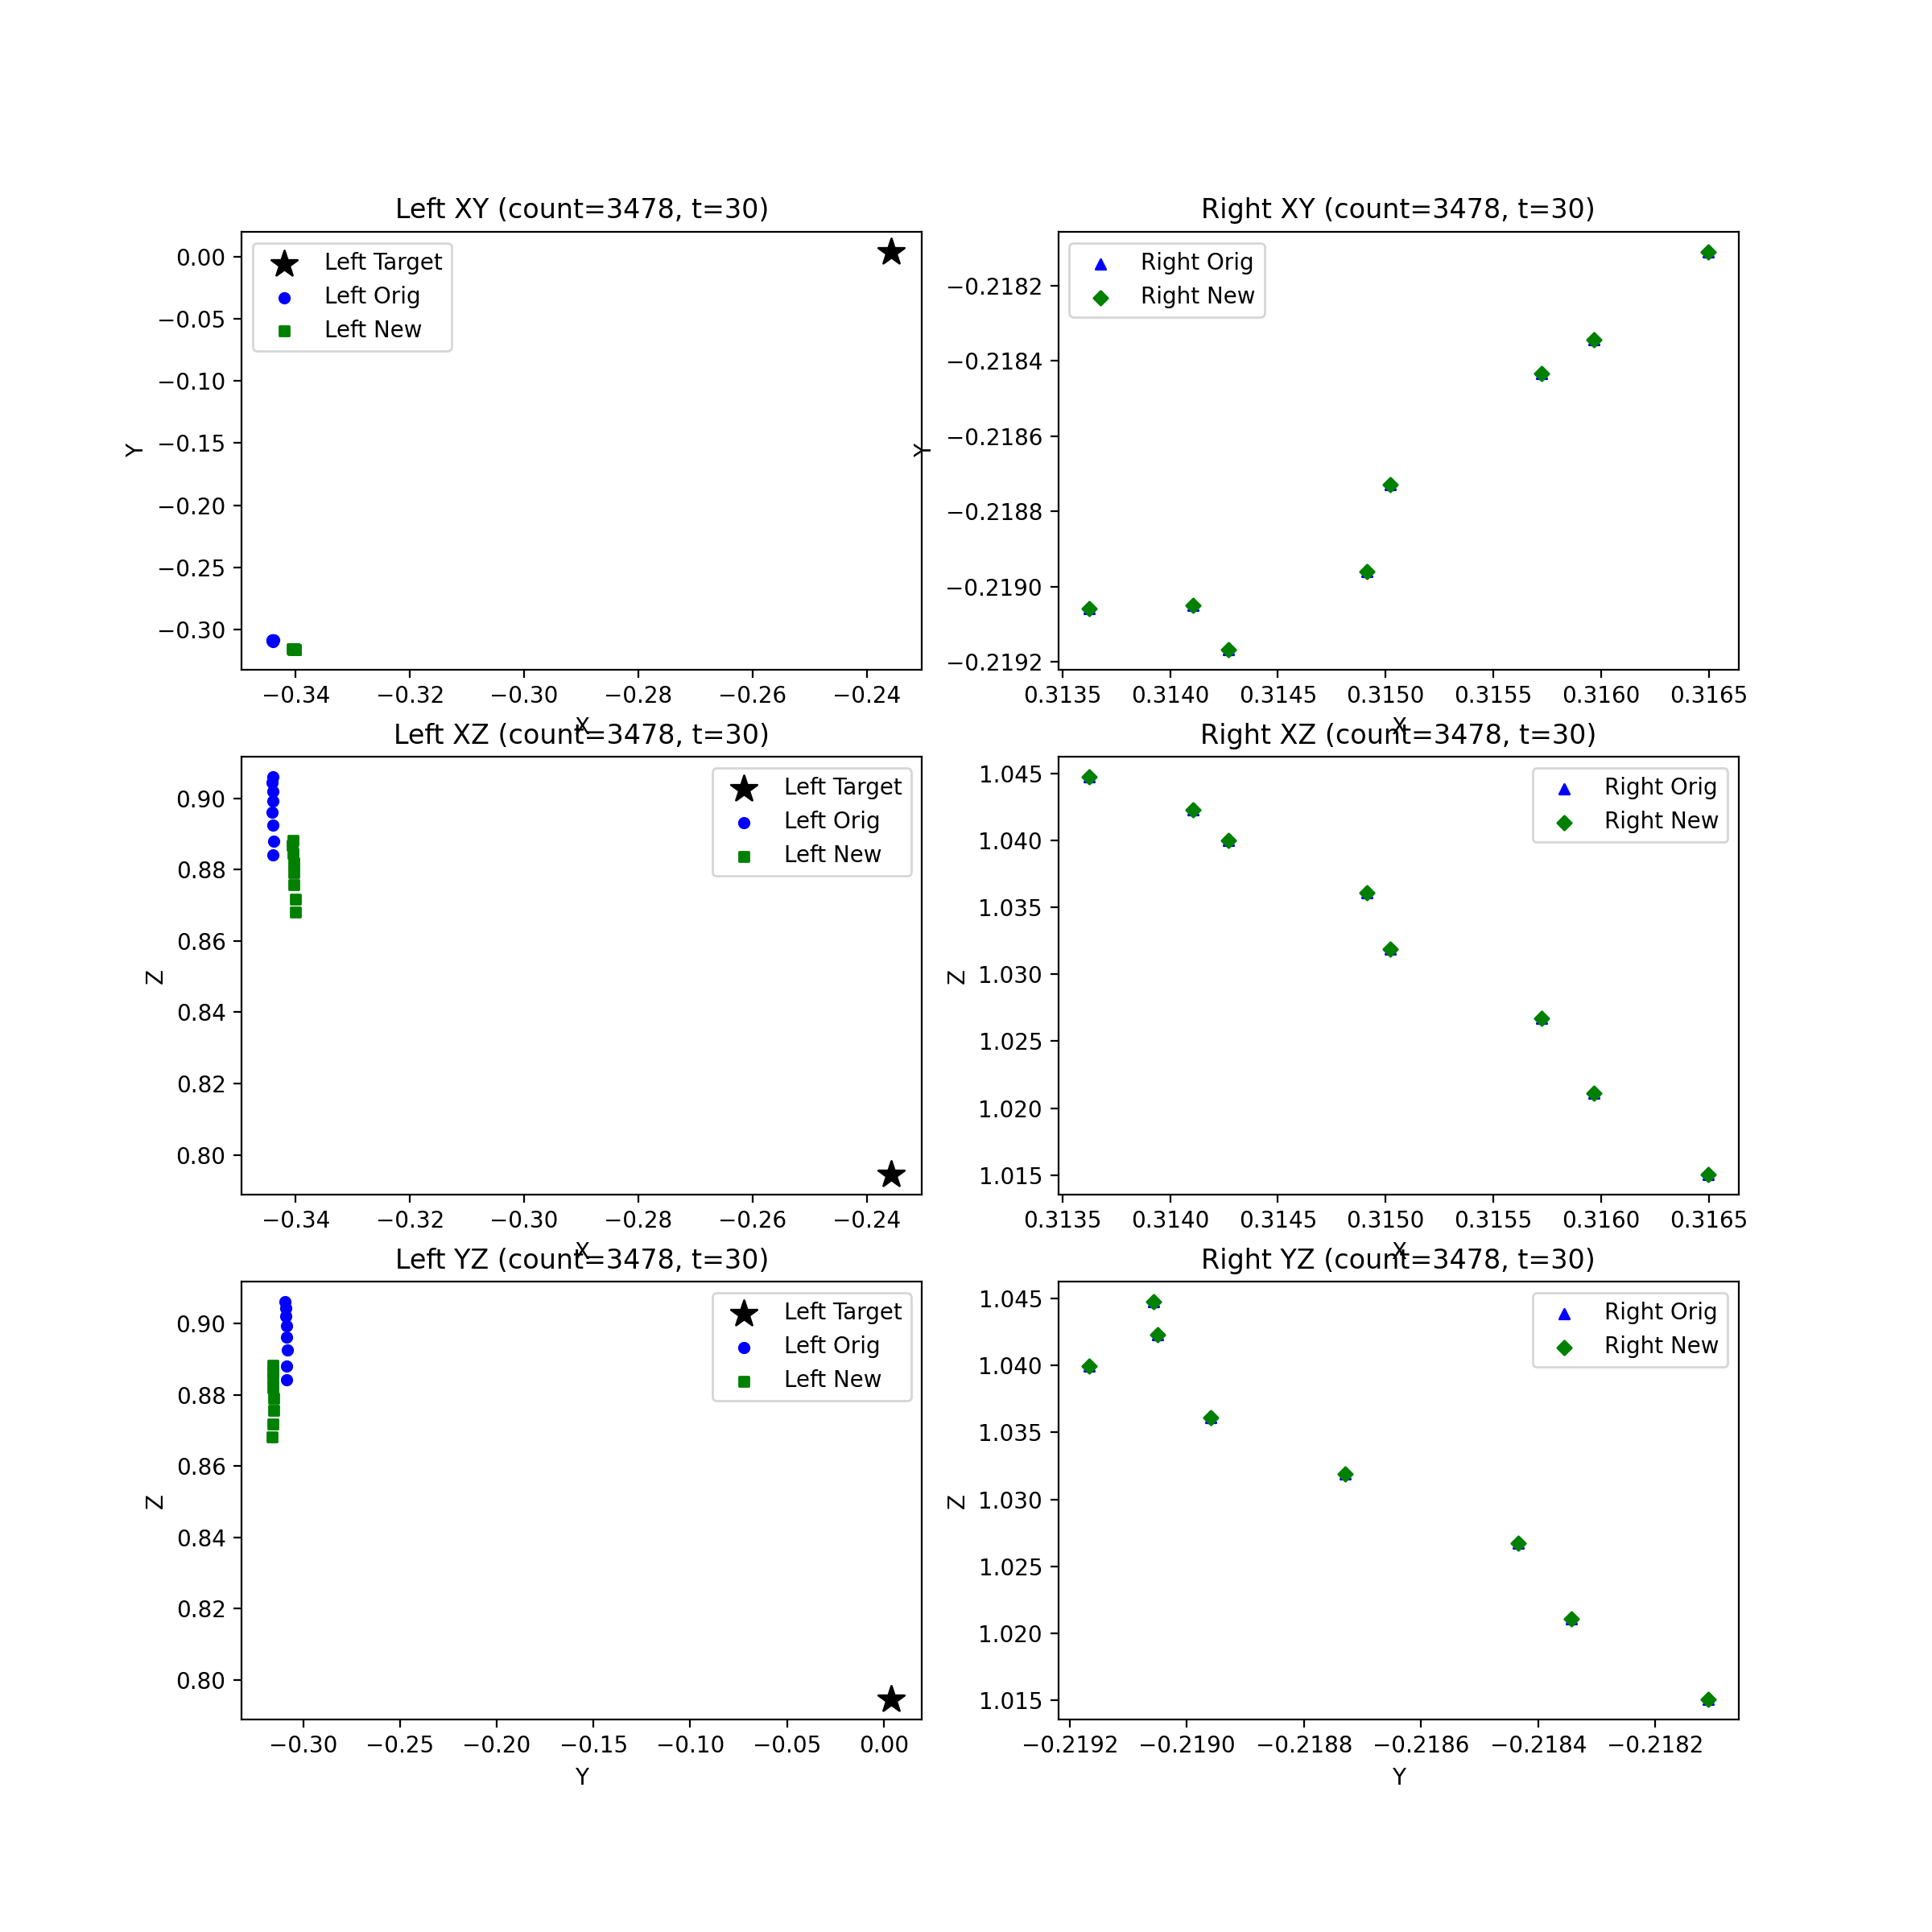 Left XY (count=3478, t=30)
Left Target
Left Orig
Left New
0.00
−0.05
−0.10
−0.15
−0.20
−0.25
−0.30
Y
−0.34
−0.32
−0.30
−0.28
−0.26
−0.24
X
Right XY (count=3478, t=30)
Right Orig
Right New
−0.2182
−0.2184
−0.2186
−0.2188
−0.2190
−0.2192
Y
0.3135
0.3140
0.3145
0.3150
0.3155
0.3160
0.3165
X
Left XZ (count=3478, t=30)
Left Target
Left Orig
Left New
0.90
0.88
0.86
0.84
0.82
0.80
Z
−0.34
−0.32
−0.30
−0.28
−0.26
−0.24
X
Right XZ (count=3478, t=30)
Right Orig
Right New
1.045
1.040
1.035
1.030
1.025
1.020
1.015
Z
0.3135
0.3140
0.3145
0.3150
0.3155
0.3160
0.3165
X
Left YZ (count=3478, t=30)
Left Target
Left Orig
Left New
0.90
0.88
0.86
0.84
0.82
0.80
Z
−0.30
−0.25
−0.20
−0.15
−0.10
−0.05
0.00
Y
Right YZ (count=3478, t=30)
Right Orig
Right New
1.045
1.040
1.035
1.030
1.025
1.020
1.015
Z
−0.2192
−0.2190
−0.2188
−0.2186
−0.2184
−0.2182
Y